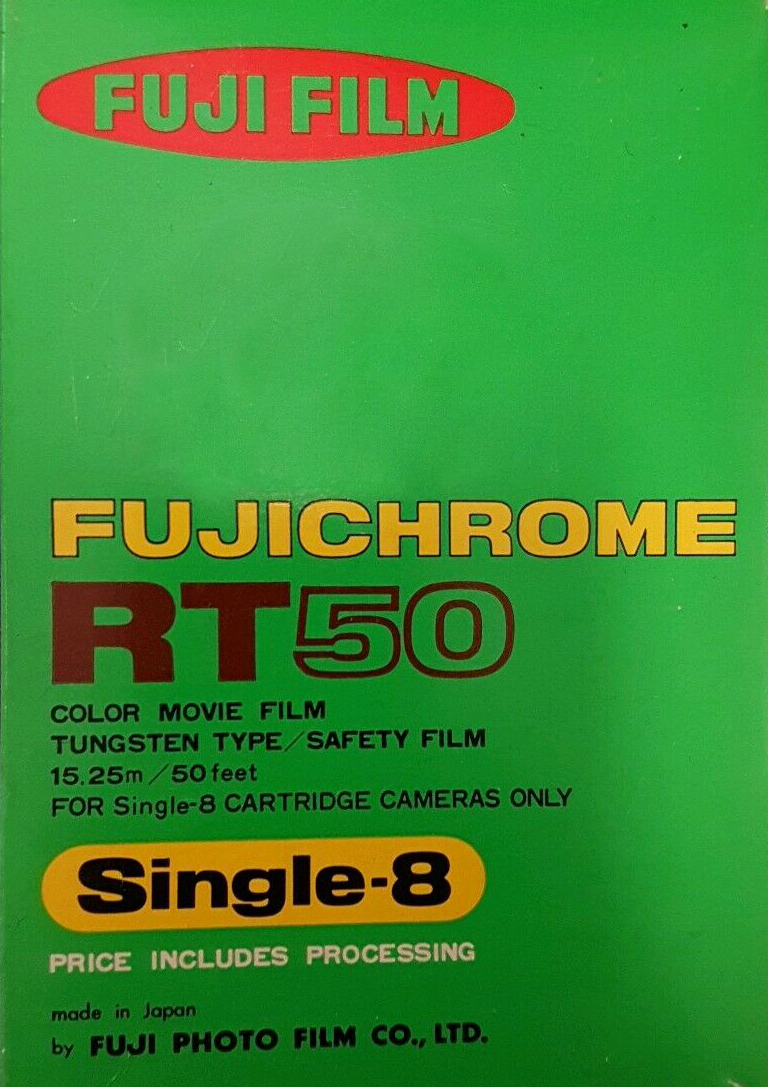 FUJI FILM
FUJICHROME
RT50
COLOR MOVIE FILM
TUNGSTEN TYPE/SAFETY FILM
15.25m/50feet
FOR Single-8 CARTRIDGE CAMERAS ONLY
Single-8
PRICE INCLUDES PROCESSING
made in Japan
by FUJI PHOTO FILM CO., LTD.